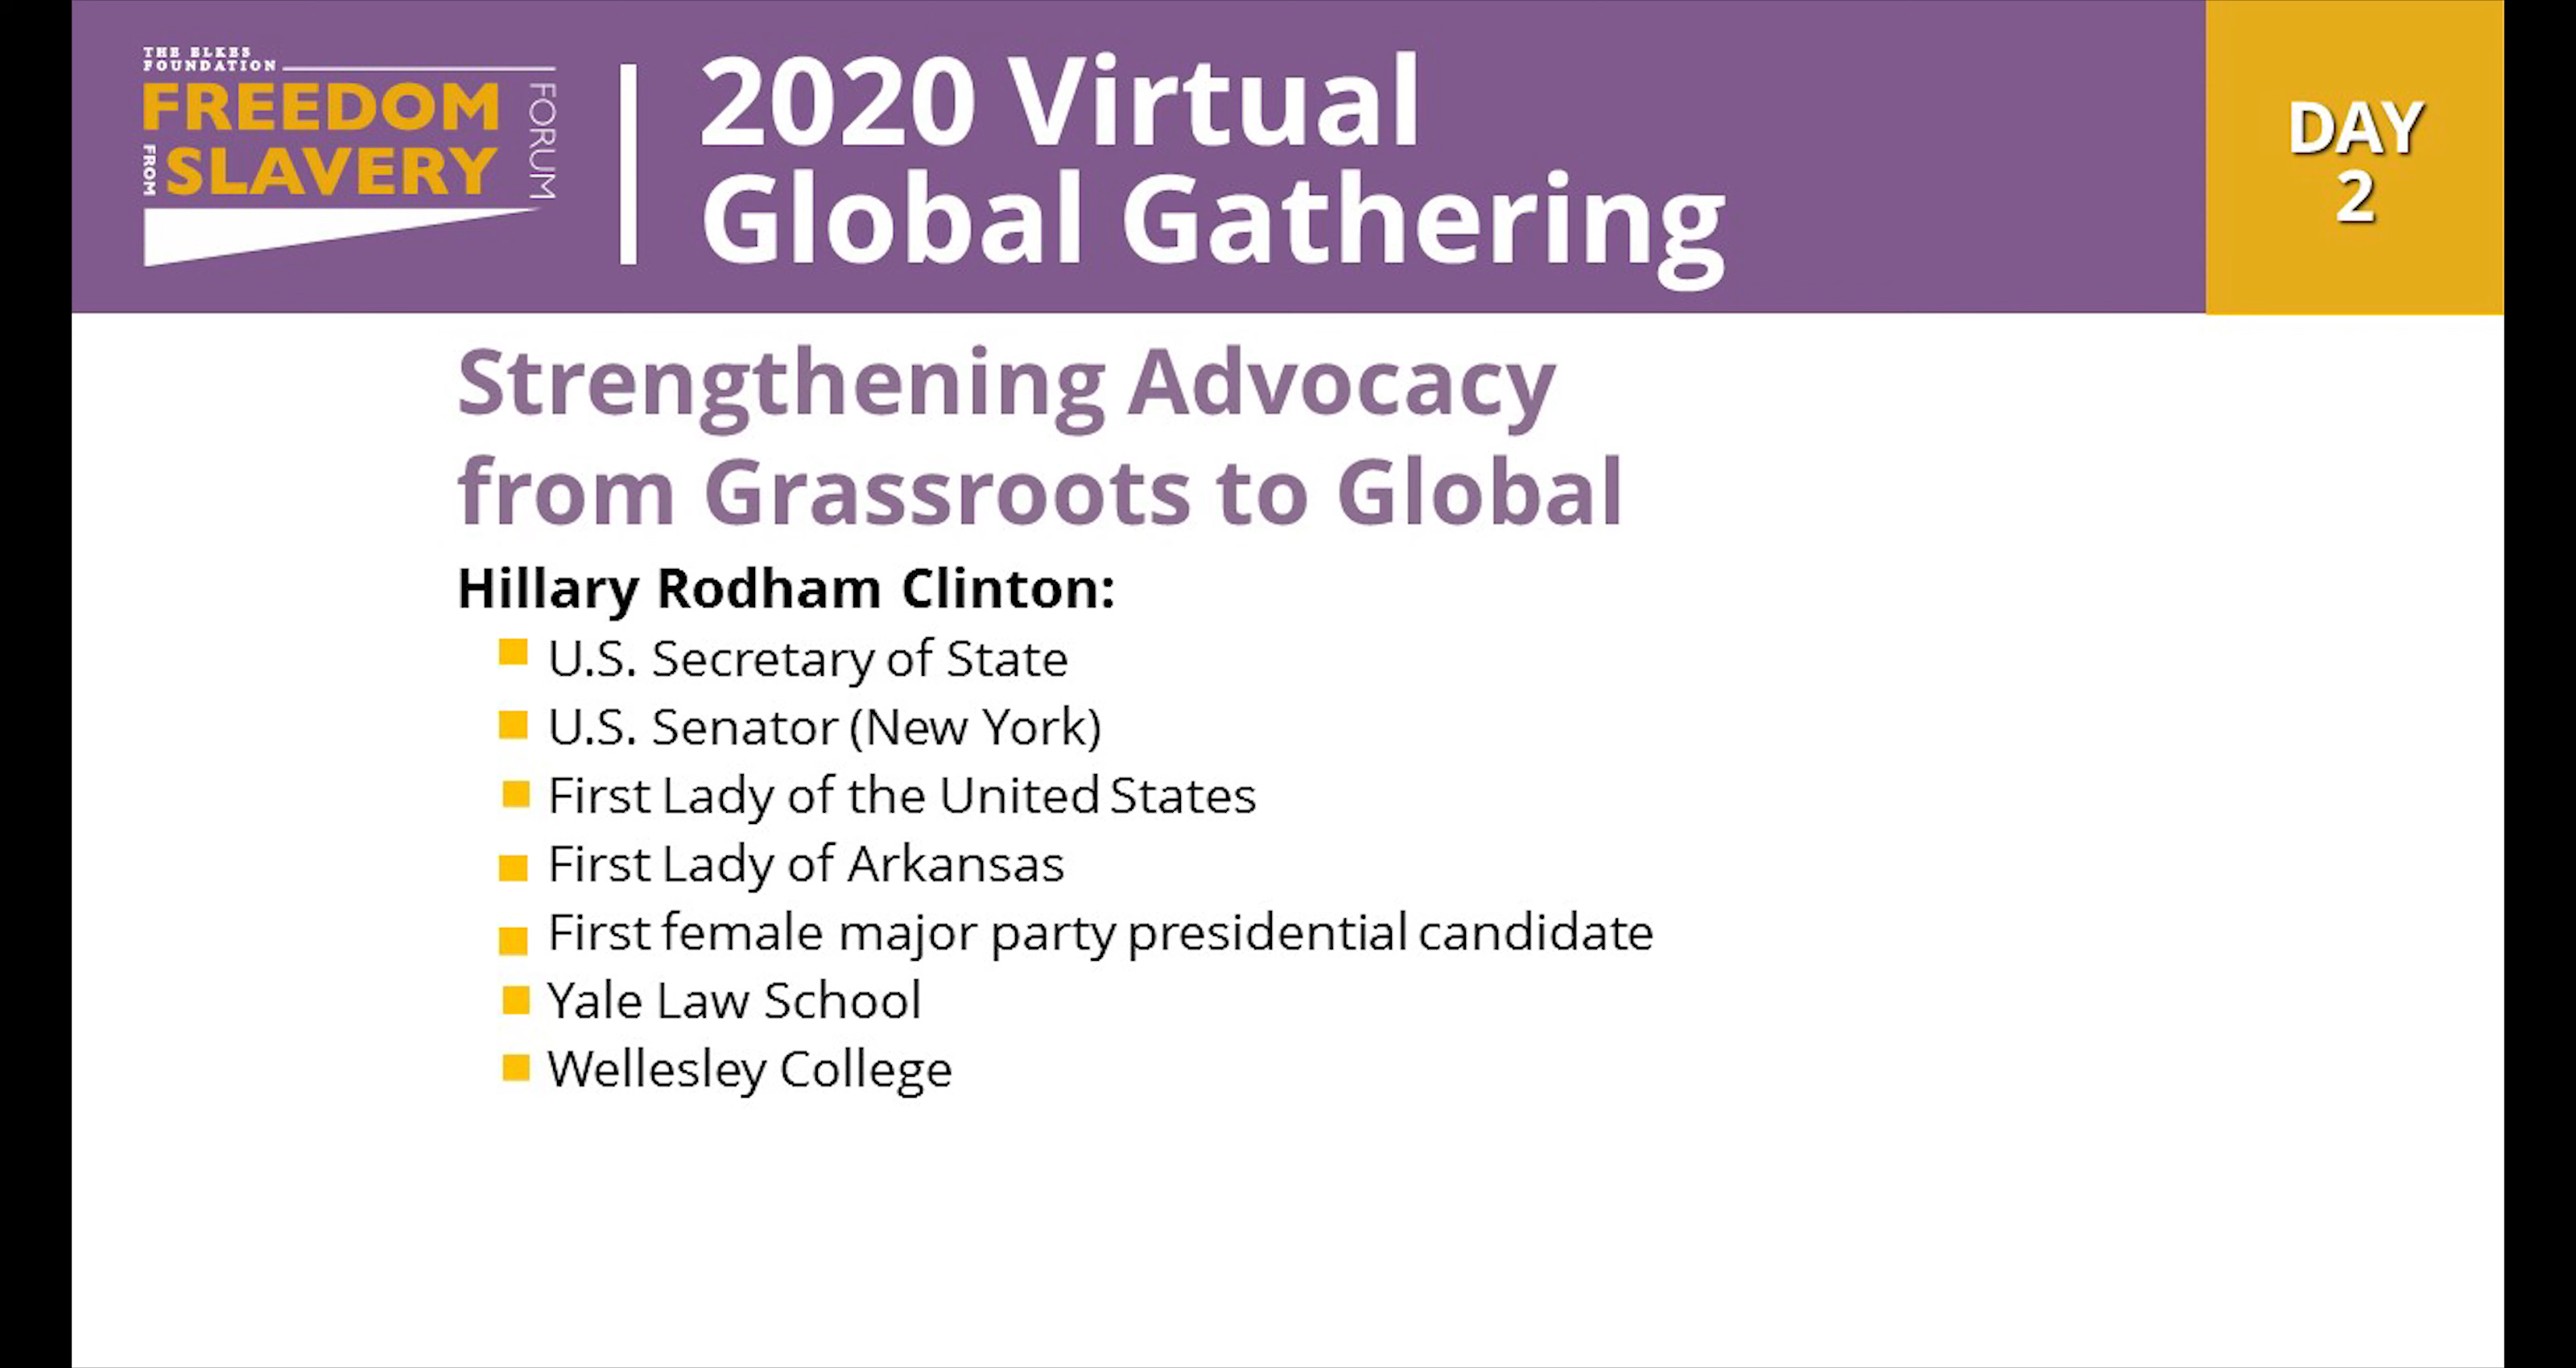 THE ELKES
FOUNDATION
FREEDOM
FROM
SLAVERY
FORUM
2020 Virtual
Global Gathering
DAY
2
Strengthening Advocacy
from Grassroots to Global
Hillary Rodham Clinton:
U.S. Secretary of State
U.S. Senator (New York)
First Lady of the United States
First Lady of Arkansas
First female major party presidential candidate
Yale Law School
Wellesley College